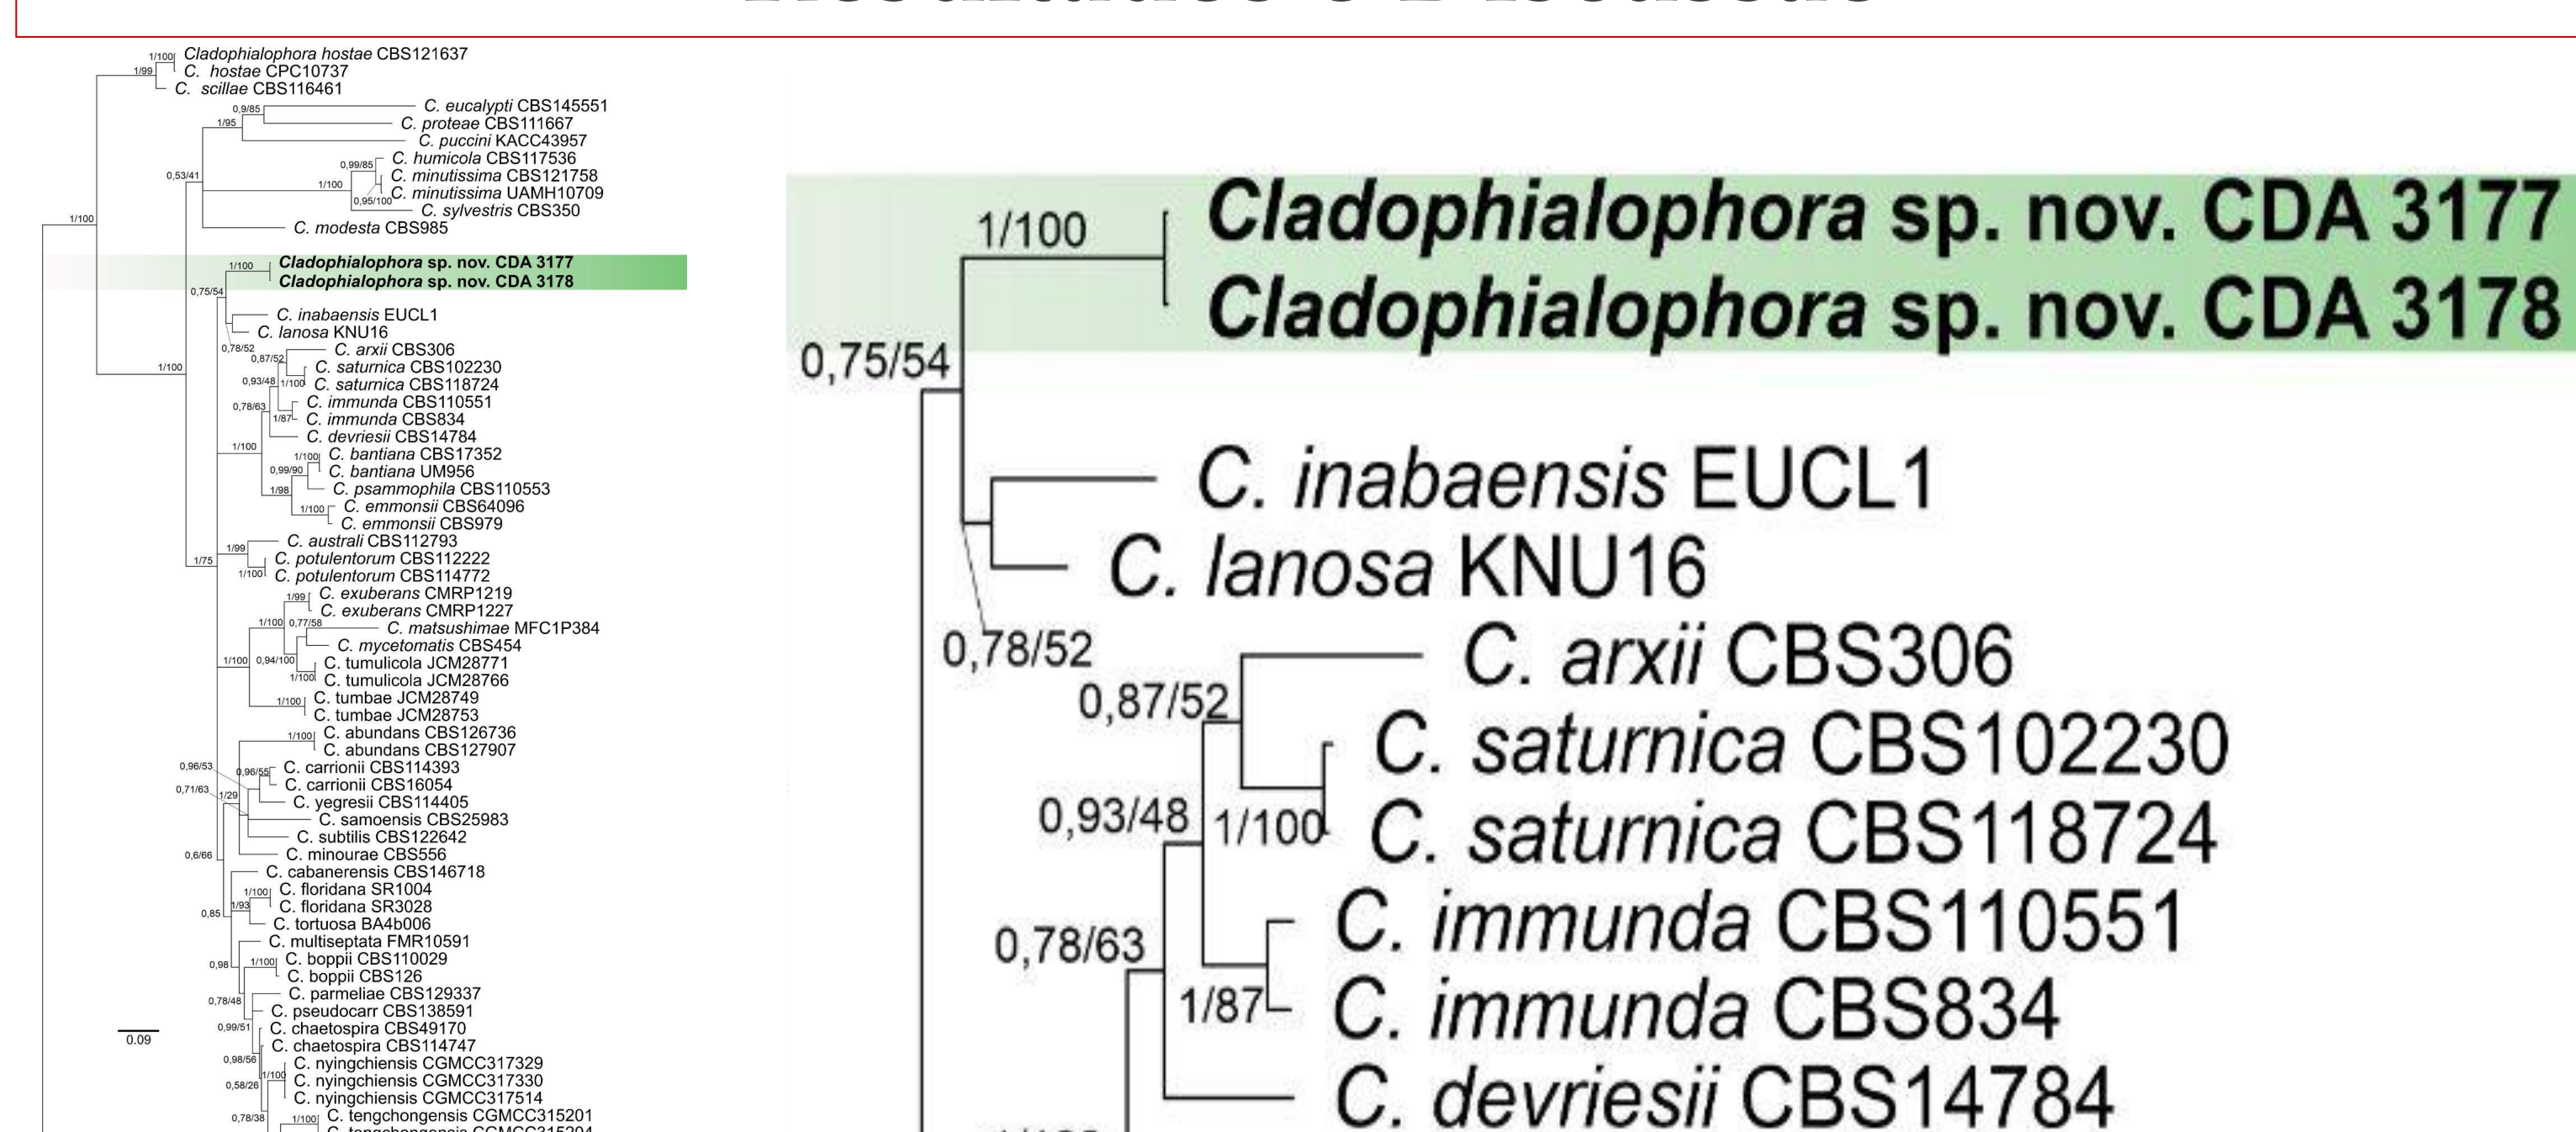 Resultados e Discussão
1/100
Cladophialophora hostae CBS121637
1/99
C. hostae CPC10737
C. scillae CBS116461
0,9/85
C. eucalypti CBS145551
1/95
C. proteae CBS111667
C. puccini KACC43957
0,99/85
C. humicola CBS117536
0,53/41
1/100
C. minutissima CBS121758
C. minutissima UAMH10709
0,95/100
C. sylvestris CBS350
1/100
C. modesta CBS985
1/100
Cladophialophora sp. nov. CDA 3177
Cladophialophora sp. nov. CDA 3178
0,75/54
C. inabaensis EUCL1
C. lanosa KNU16
0,78/52
0,87/52
C. arxii CBS306
1/100
C. saturnica CBS102230
0,93/48
1/100
C. saturnica CBS118724
0,78/63
C. immunda CBS110551
1/87
C. immunda CBS834
C. devriesii CBS14784
1/100
1/100
C. bantiana CBS17352
0,99/90
C. bantiana UM956
1/98
C. psammophila CBS110553
1/100
C. emmonsii CBS64096
C. emmonsii CBS979
1/99
C. australi CBS112793
1/75
C. potulentorum CBS112222
1/100
C. potulentorum CBS114772
1/99
C. exuberans CMRP1219
C. exuberans CMRP1227
1/100
0,77/58
C. matsushimae MFC1P384
C. mycetomatis CBS454
1/100
0,94/100
C. tumulicola JCM28771
1/100
C. tumulicola JCM28766
1/100
C. tumbae JCM28749
C. tumbae JCM28753
1/100
C. abundans CBS126736
C. abundans CBS127907
0,96/53
0,96/55
C. carrionii CBS114393
0,71/63
C. carrionii CBS16054
1/29
C. yegresii CBS114405
C. samoensis CBS25983
C. subtilis CBS122642
0,6/66
C. minourae CBS556
C. cabanerensis CBS146718
1/100
C. floridana SR1004
0,85
1/93
C. floridana SR3028
C. tortuosa BA4b006
C. multiseptata FMR10591
0,98
1/100
C. boppii CBS110029
C. boppii CBS126
0,78/48
C. parmeliae CBS129337
C. pseudocarr CBS138591
0,99/51
C. chaetospira CBS49170
0.09
C. chaetospira CBS114747
0,98/56
C. nyingchiensis CGMCC317329
0,58/26
1/100
C. nyingchiensis CGMCC317330
C. nyingchiensis CGMCC317514
0,78/38
1/100
C. tengchongensis CGMCC315201
1/100
Cladophialophora sp. nov. CDA 3177
Cladophialophora sp. nov. CDA 3178
0,75/54
C. inabaensis EUCL1
C. lanosa KNU16
0,78/52
C. arxii CBS306
0,87/52
C. saturnica CBS102230
0,93/48
1/100
C. saturnica CBS118724
C. immunda CBS110551
0,78/63
1/87
C. immunda CBS834
C. devriesii CBS14784